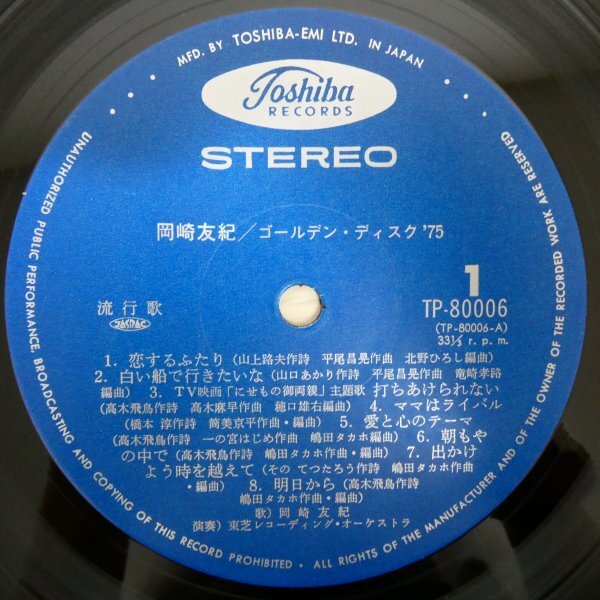 MFD. BY TOSHIBA-EMI LTD. IN JAPAN
Toshiba
RECORDS
STEREO
岡崎友紀/ゴールデン・ディスク'75
流行歌
JASRAC
1
TP-80006
(TP-80006-A)
33⅓ r. p. m.
1. 恋するふたり(山上路夫作詩 平尾昌晃作曲 北野ひろし編曲)
2. 白い船で行きたいな(山口あかり作詩 平尾昌晃作曲 竜崎孝路
編曲) 3. TV映画「にせもの御両親」主題歌 打ちあけられない
(高木飛鳥作詩 高木麻早作曲 穂口雄右編曲) 4. ママはライバル
(橋本 淳作詩 筒美京平作曲・編曲) 5. 愛と心のテーマ
(高木飛鳥作詩 一の宮はじめ作曲 嶋田タカホ編曲) 6. 朝もや
の中で(高木飛鳥作詩 嶋田タカホ作曲・編曲) 7. 出かけ
よう時を越えて(その てつたろう作詩 嶋田タカホ作曲
・編曲) 8. 明日から(高木飛鳥作詩
嶋田タカホ作曲・編曲)
歌)岡崎友紀
演奏)東芝レコーディング・オーケストラ
UNAUTHORIZED PUBLIC PERFORMANCE, BROADCASTING AND COPYING OF THIS RECORD PROHIBITED • ALL RIGHTS OF THE MANUFACTURER AND OF THE OWNER OF THE RECORDED WORK ARE RESERVED